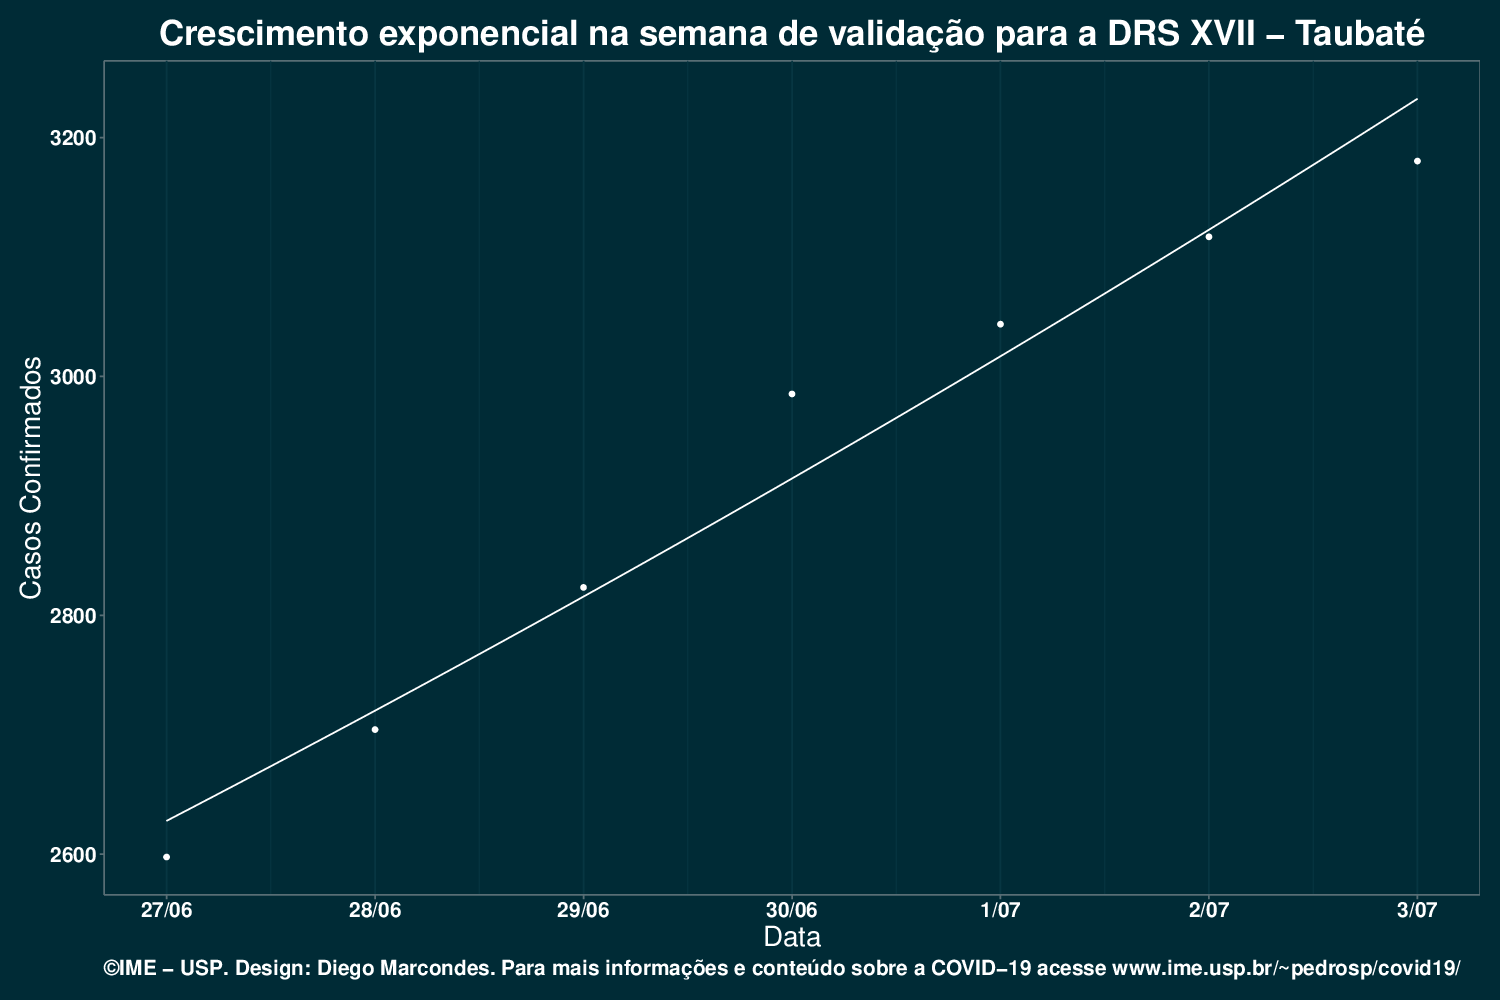 Crescimento exponencial na semana de validação para a DRS XVII − Taubaté
3200
3000
2800
2600
Casos Confirmados
27/06 28/06 29/06 30/06 1/07 2/07 3/07
Data
©IME − USP. Design: Diego Marcondes. Para mais informações e conteúdo sobre a COVID−19 acesse www.ime.usp.br/~pedrosp/covid19/